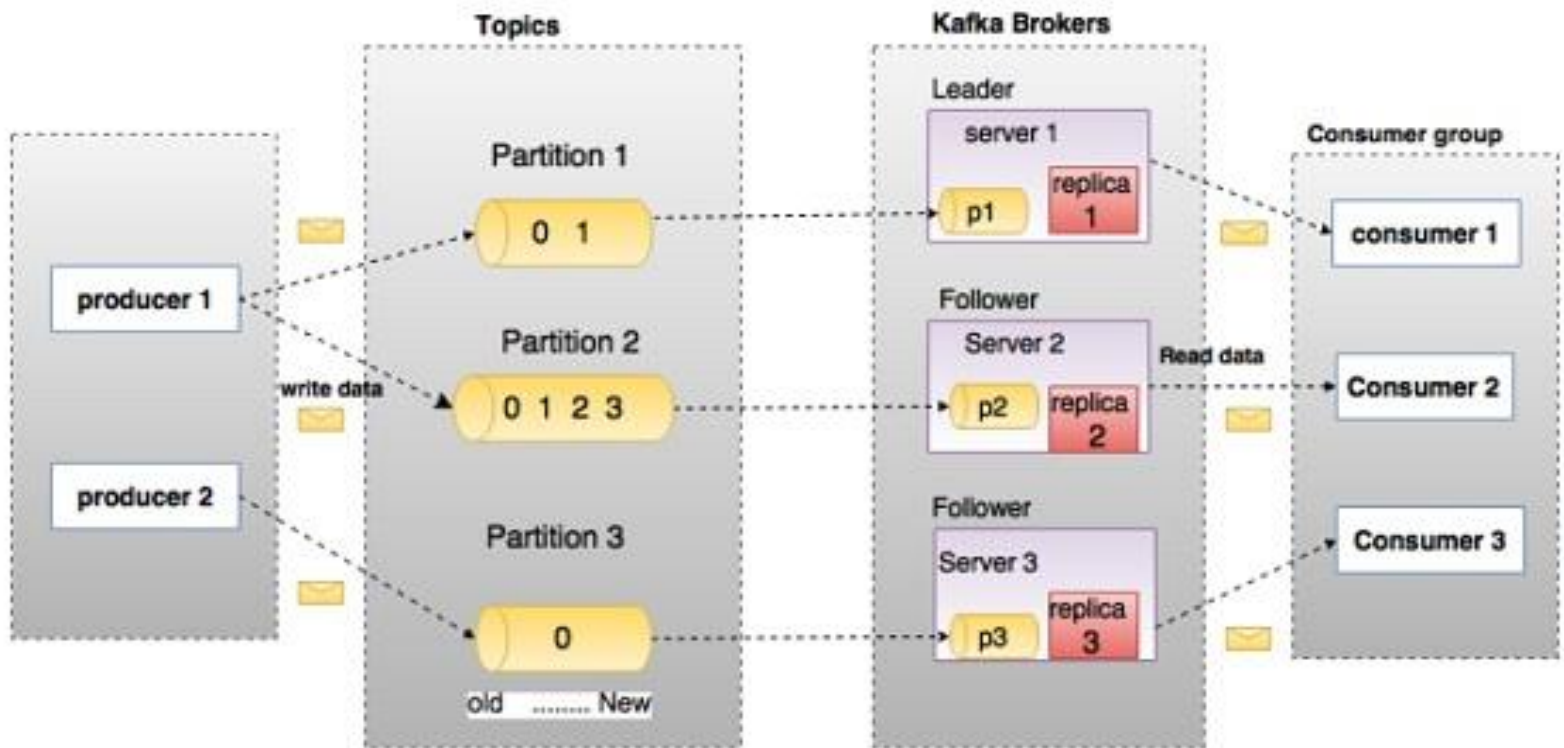 Topics
Kafka Brokers
Leader
server 1
Consumer group
Partition 1
replica
1
p1
0 1
consumer 1
producer 1
Follower
Partition 2
Server 2
Read data
write data
0 1 2 3
p2
replica
2
Consumer 2
producer 2
Follower
Partition 3
Server 3
Consumer 3
0
p3
replica
3
old ......... New